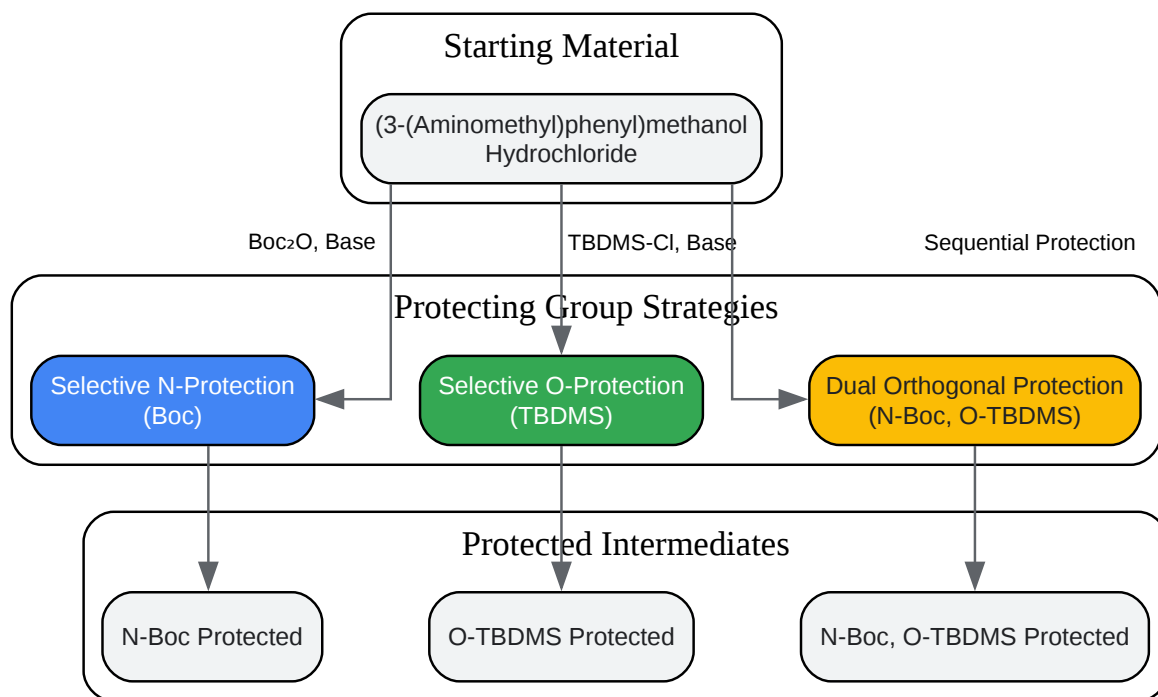 Starting Material
(3-(Aminomethyl)phenyl)methanol
Hydrochloride
Boc₂O, Base
TBDMS-Cl, Base
Sequential Protection
Protecting Group Strategies
Selective N-Protection
(Boc)
Selective O-Protection
(TBDMS)
Dual Orthogonal Protection
(N-Boc, O-TBDMS)
Protected Intermediates
N-Boc Protected
O-TBDMS Protected
N-Boc, O-TBDMS Protected